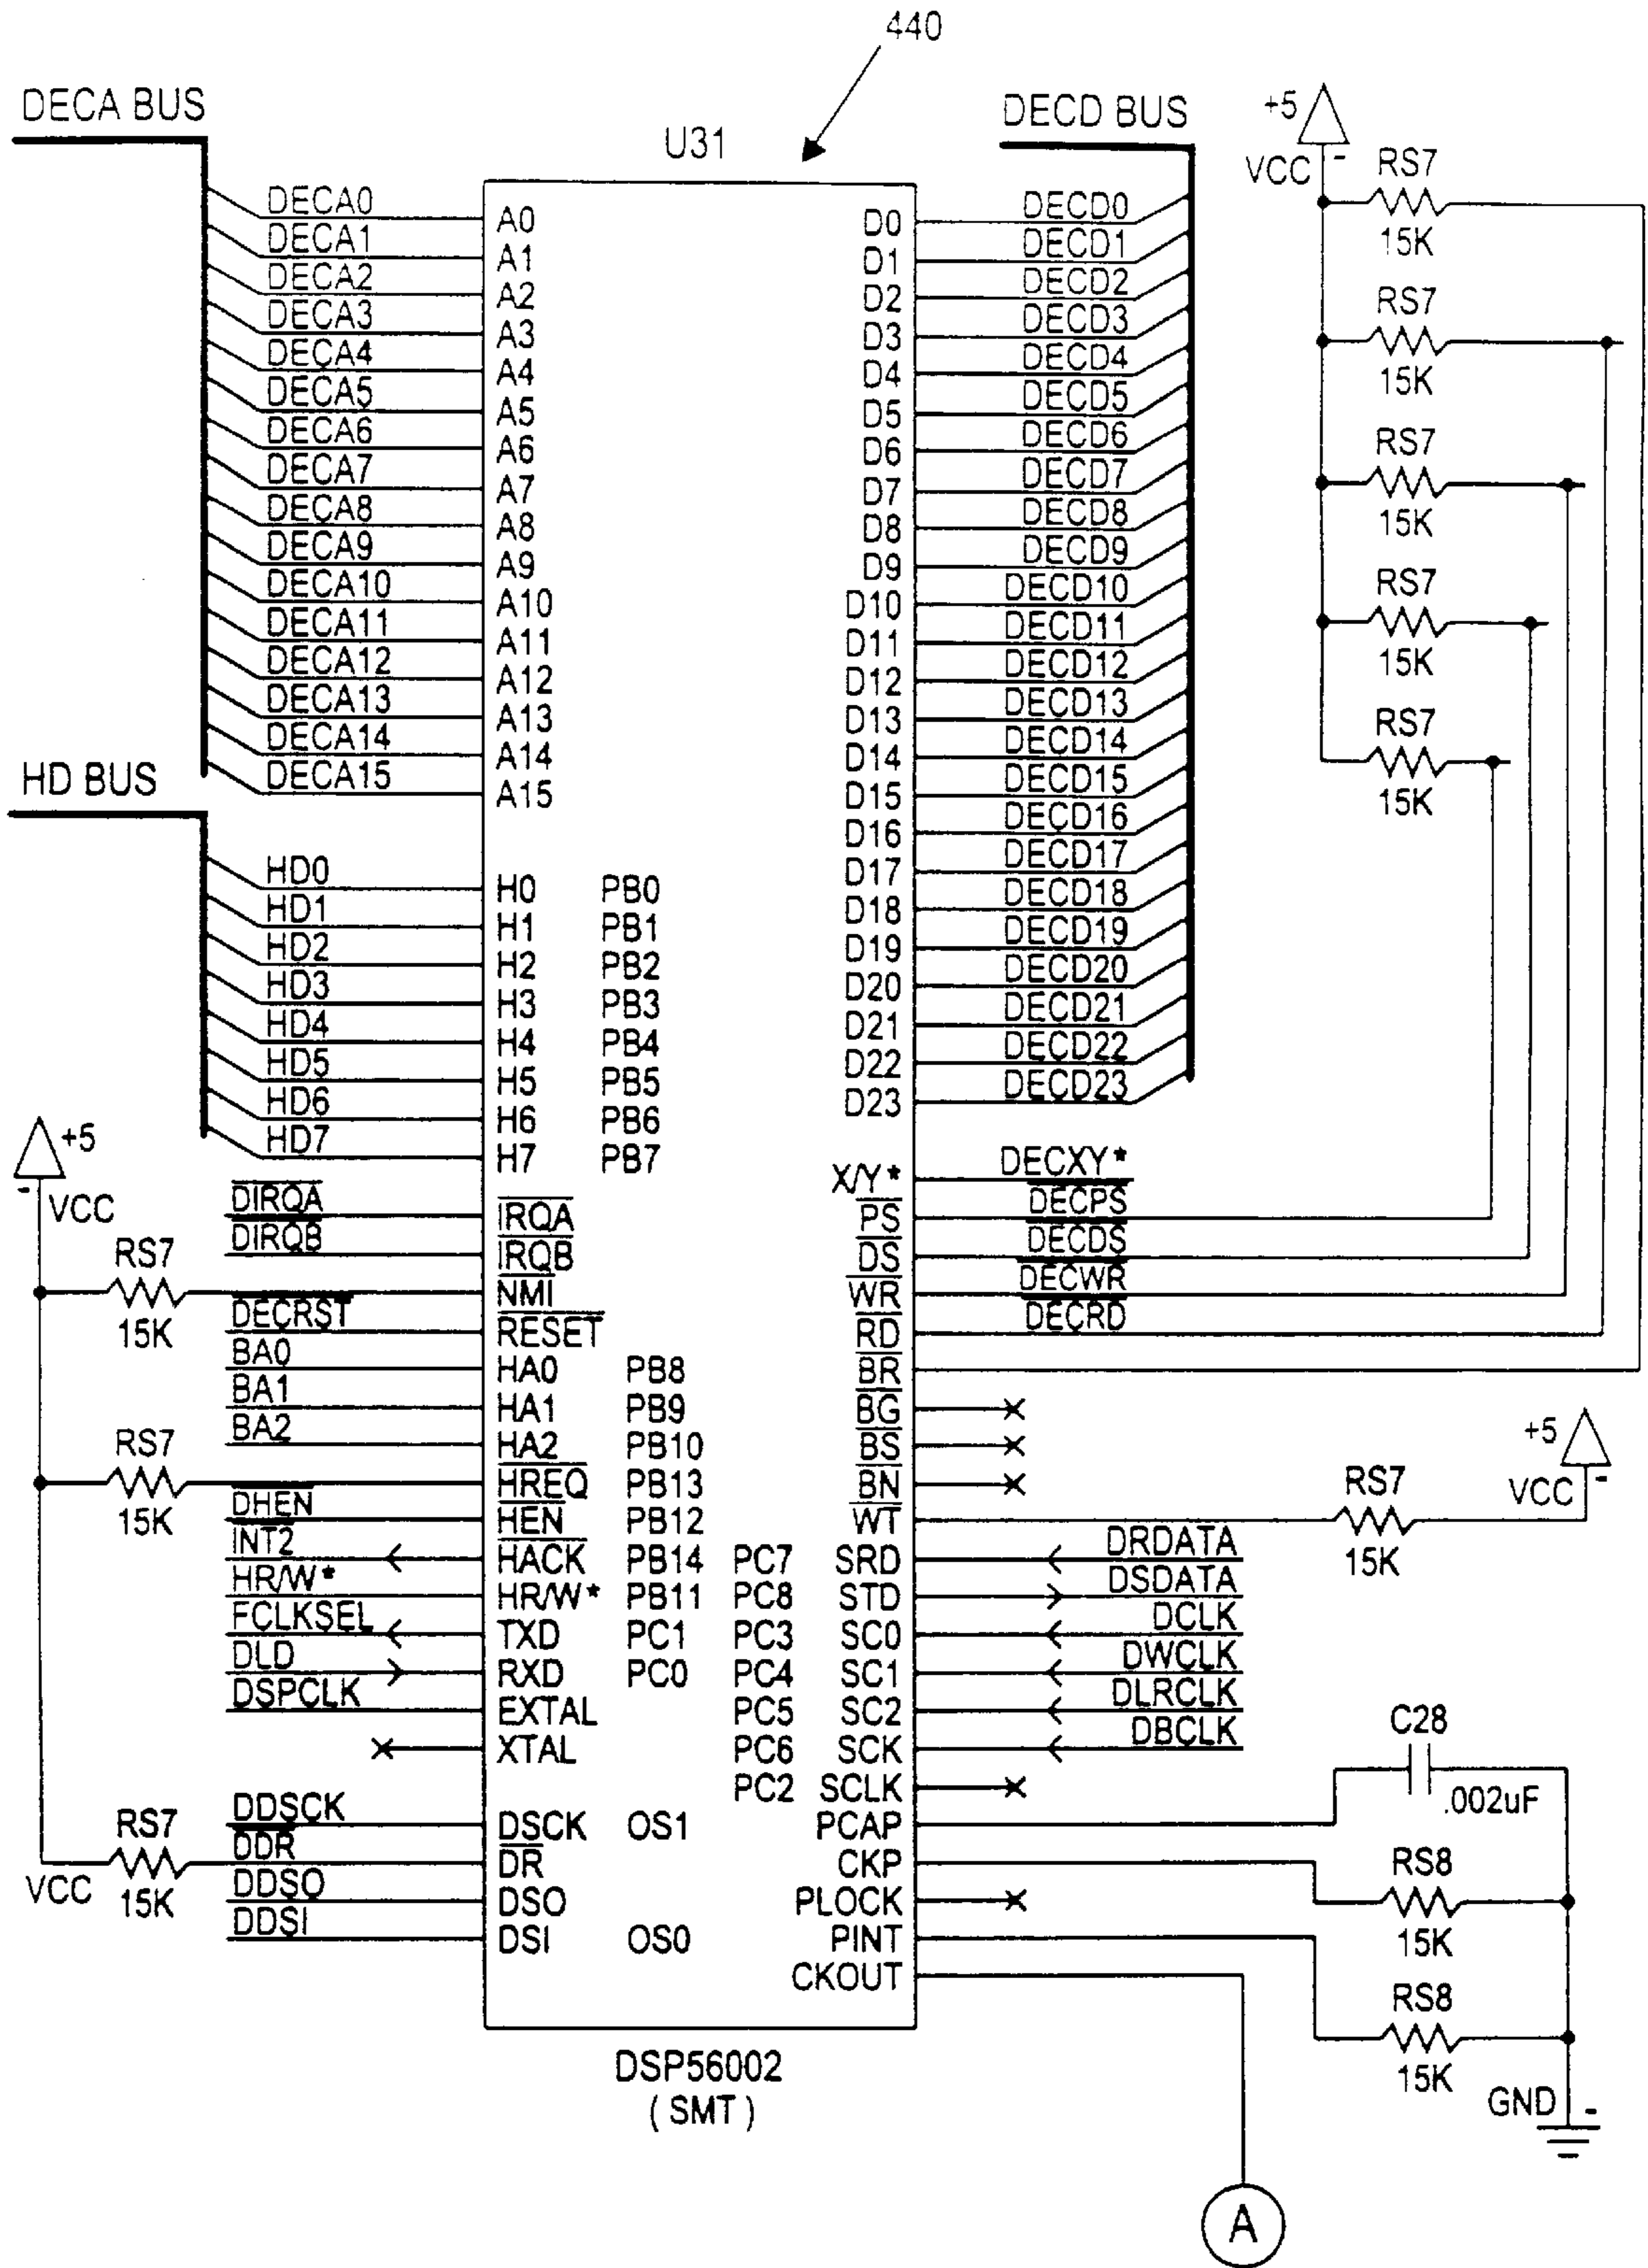 440
DECA BUS
U31
DECD BUS
+5
VCC
-
RS7
15K
RS7
15K
RS7
15K
RS7
15K
RS7
15K
DECA0 A0 D0 DECD0
DECA1 A1 D1 DECD1
DECA2 A2 D2 DECD2
DECA3 A3 D3 DECD3
DECA4 A4 D4 DECD4
DECA5 A5 D5 DECD5
DECA6 A6 D6 DECD6
DECA7 A7 D7 DECD7
DECA8 A8 D8 DECD8
DECA9 A9 D9 DECD9
DECA10 A10 D10 DECD10
DECA11 A11 D11 DECD11
DECA12 A12 D12 DECD12
DECA13 A13 D13 DECD13
DECA14 A14 D14 DECD14
DECA15 A15 D15 DECD15
HD BUS
D16 DECD16
HD0 H0 PB0 D17 DECD17
HD1 H1 PB1 D18 DECD18
HD2 H2 PB2 D19 DECD19
HD3 H3 PB3 D20 DECD20
HD4 H4 PB4 D21 DECD21
HD5 H5 PB5 D22 DECD22
HD6 H6 PB6 D23 DECD23
HD7 H7 PB7
+5
-
VCC
X/Y* DECXY*
DIRQA IRQA PS DECPS
DIRQB IRQB DS DECDS
RS7
15K
NMI WR DECWR
DECRST RESET RD DECRD
BA0 HA0 PB8 BR
BA1 HA1 PB9 BG
BA2 HA2 PB10 BS
RS7
15K
HREQ PB13 BN
DHEN HEN PB12 WT
RS7
15K
+5
VCC
-
INT2 HACK PB14 PC7 SRD DRDATA
HR/W* HR/W* PB11 PC8 STD DSDATA
FCLKSEL TXD PC1 PC3 SC0 DCLK
DLD RXD PC0 PC4 SC1 DWCLK
DSPCLK EXTAL PC5 SC2 DLRCLK
XTAL PC6 SCK DBCLK
PC2 SCLK
C28
.002uF
DDSCK DSCK OS1 PCAP
RS7
VCC 15K
DDR DR CKP
RS8
15K
DDSO DSO PLOCK
DDSI DSI OS0 PINT
CKOUT
RS8
15K
GND
-
DSP56002
( SMT )
A